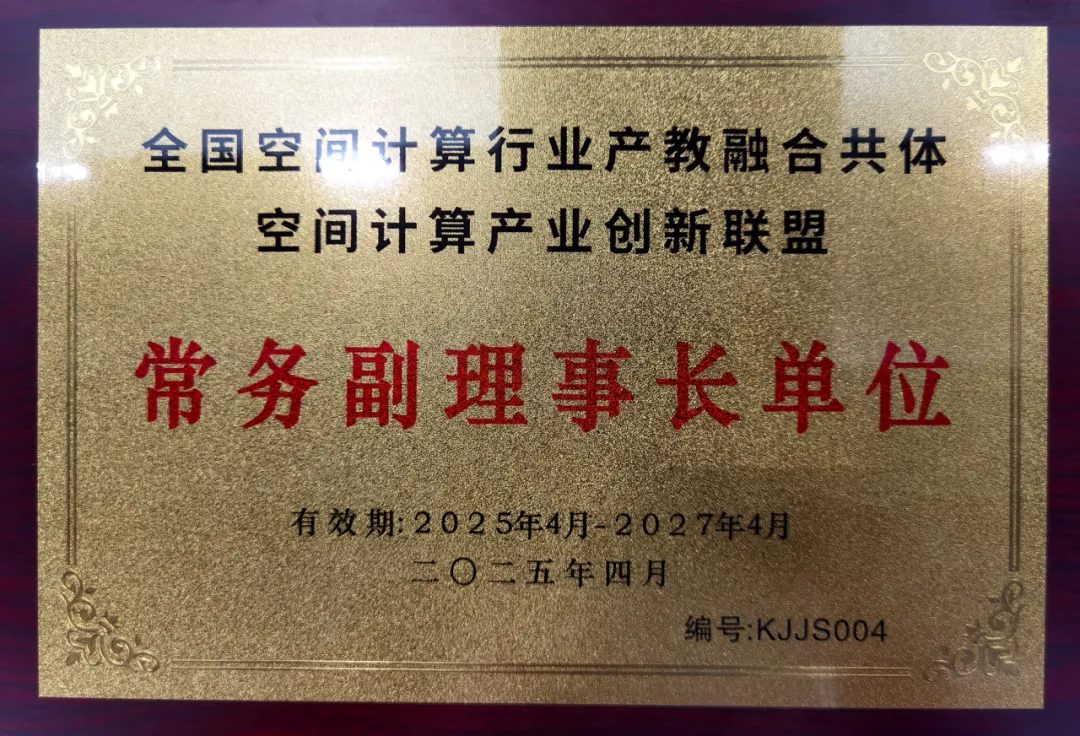 全国空间计算行业产教融合共体
空间计算产业创新联盟
常务副理事长单位
有效期:2025年4月-2027年4月
二〇二五年四月
编号:KJJS004